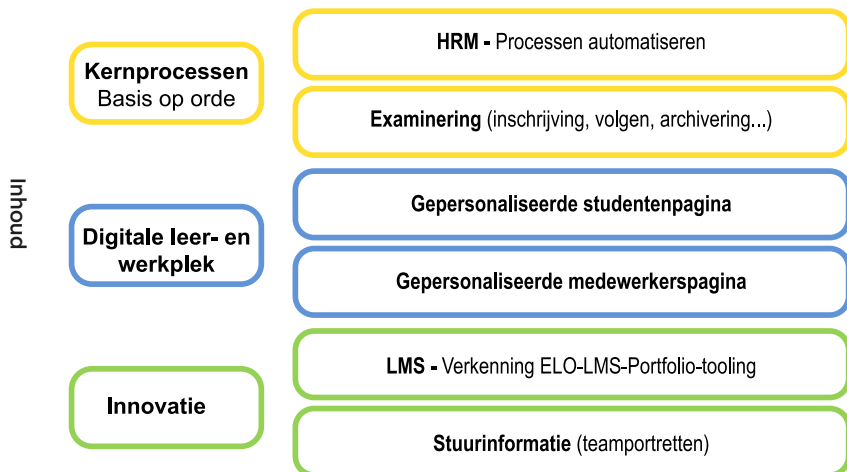 Inhoud
Kernprocessen
Basis op orde
HRM - Processen automatiseren
Examinering (inschrijving, volgen, archivering...)
Digitale leer- en
werkplek
Gepersonaliseerde studentenpagina
Gepersonaliseerde medewerkerspagina
Innovatie
LMS - Verkenning ELO-LMS-Portfolio-tooling
Stuurinformatie (teamportretten)